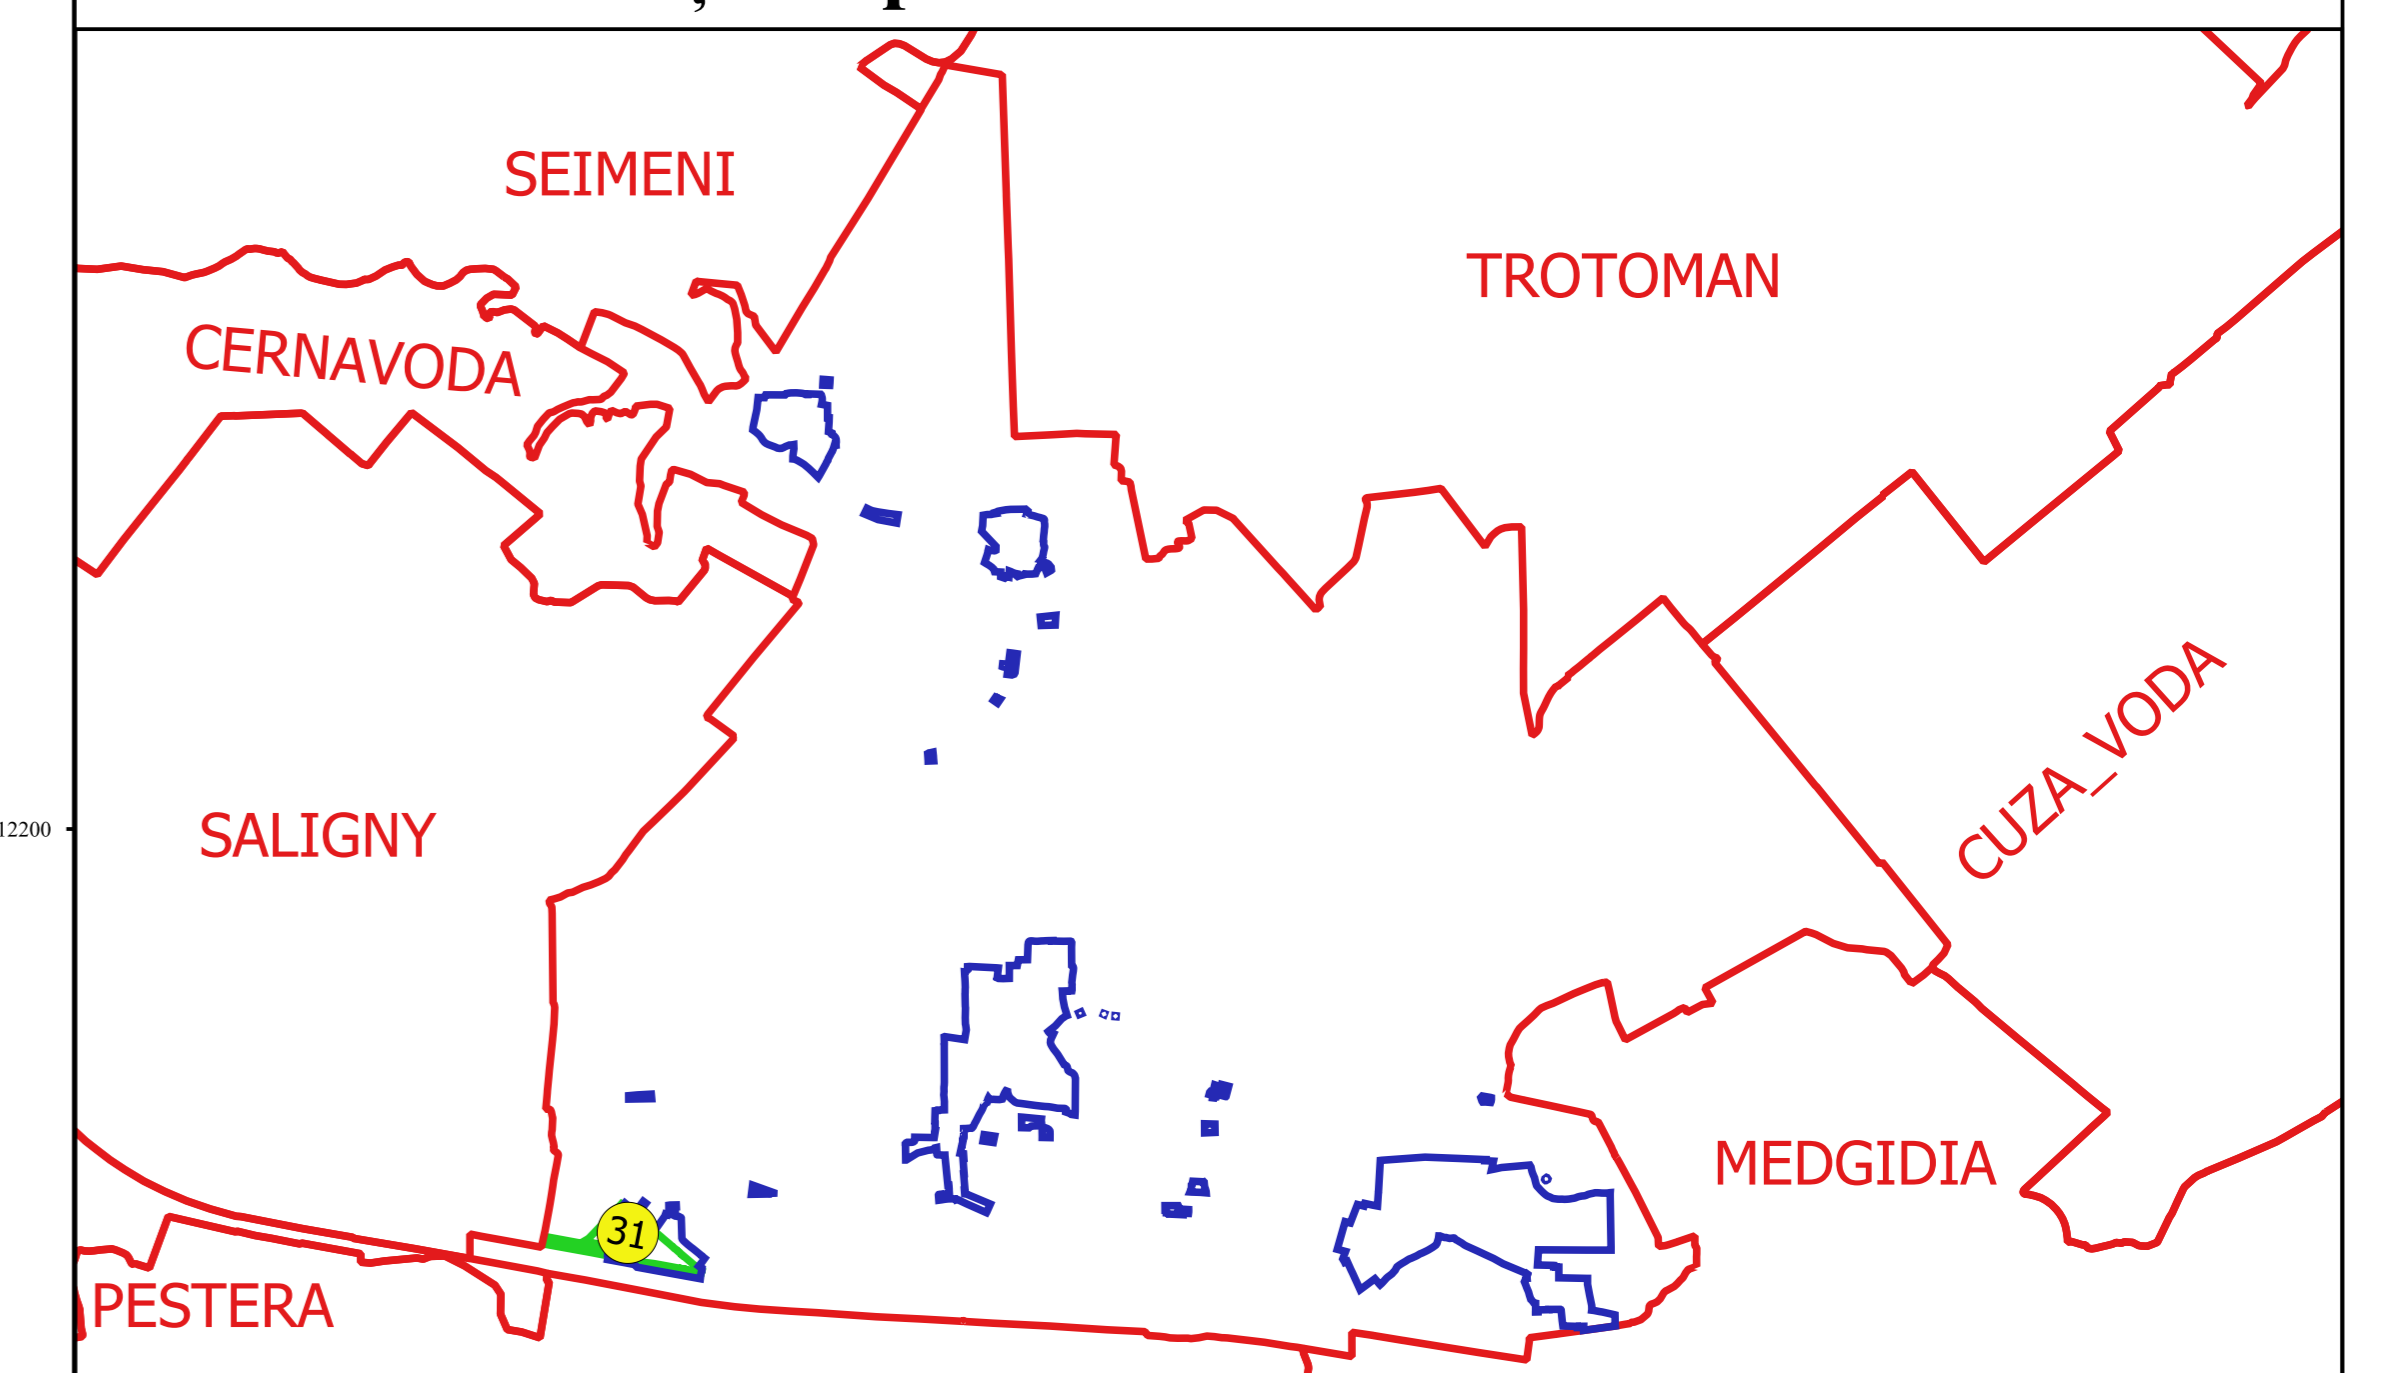 SEIMENI
TROTOMAN
CERNAVODA
CUZA_VODA
12200
SALIGNY
MEDGIDIA
31
PESTERA